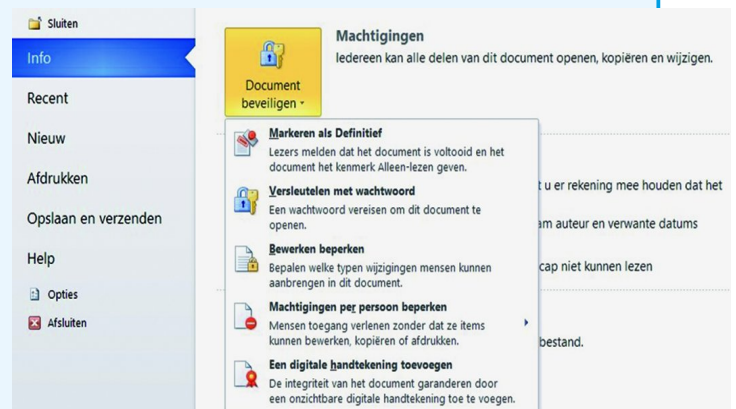 Sluiten
Info
Recent
Nieuw
Afdrukken
Opslaan en verzenden
Help
Opties
Afsluiten
Machtigingen
Iedereen kan alle delen van dit document openen, kopiëren en wijzigen.
Document
beveiligen
Markeren als Definitief
Lezers melden dat het document is voltooid en het
document het kenmerk Alleen-lezen geven.
Versleutelen met wachtwoord
Een wachtwoord vereisen om dit document te
openen.
Bewerken beperken
Bepalen welke typen wijzigingen mensen kunnen
aanbrengen in dit document.
Machtigingen per persoon beperken
Mensen toegang verlenen zonder dat ze items
kunnen bewerken, kopiëren of afdrukken.
Een digitale handtekening toevoegen
De integriteit van het document garanderen door
een onzichtbare digitale handtekening toe te voegen.
t u er rekening mee houden dat het
am auteur en verwante datums
cap niet kunnen lezen
bestand.